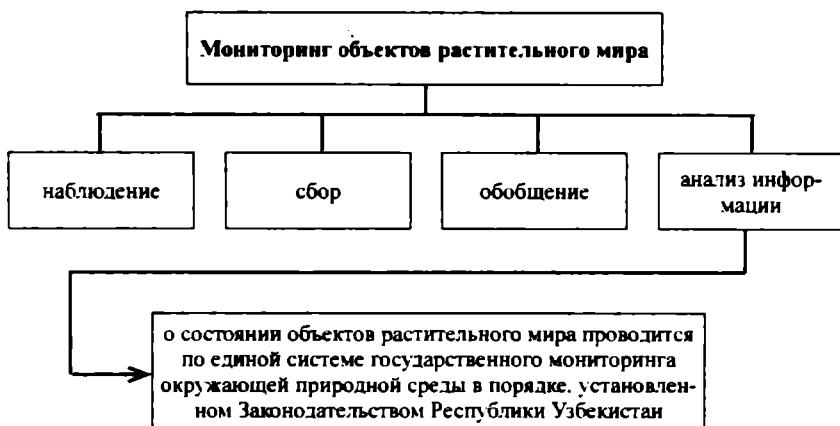 Мониторинг объектов растительного мира
наблюдение
сбор
обобщение
анализ инфор-
мации
о состоянии объектов растительного мира проводится
по единой системе государственного мониторинга
окружающей природной среды в порядке. установлен-
ном Законодательством Республики Узбекистан